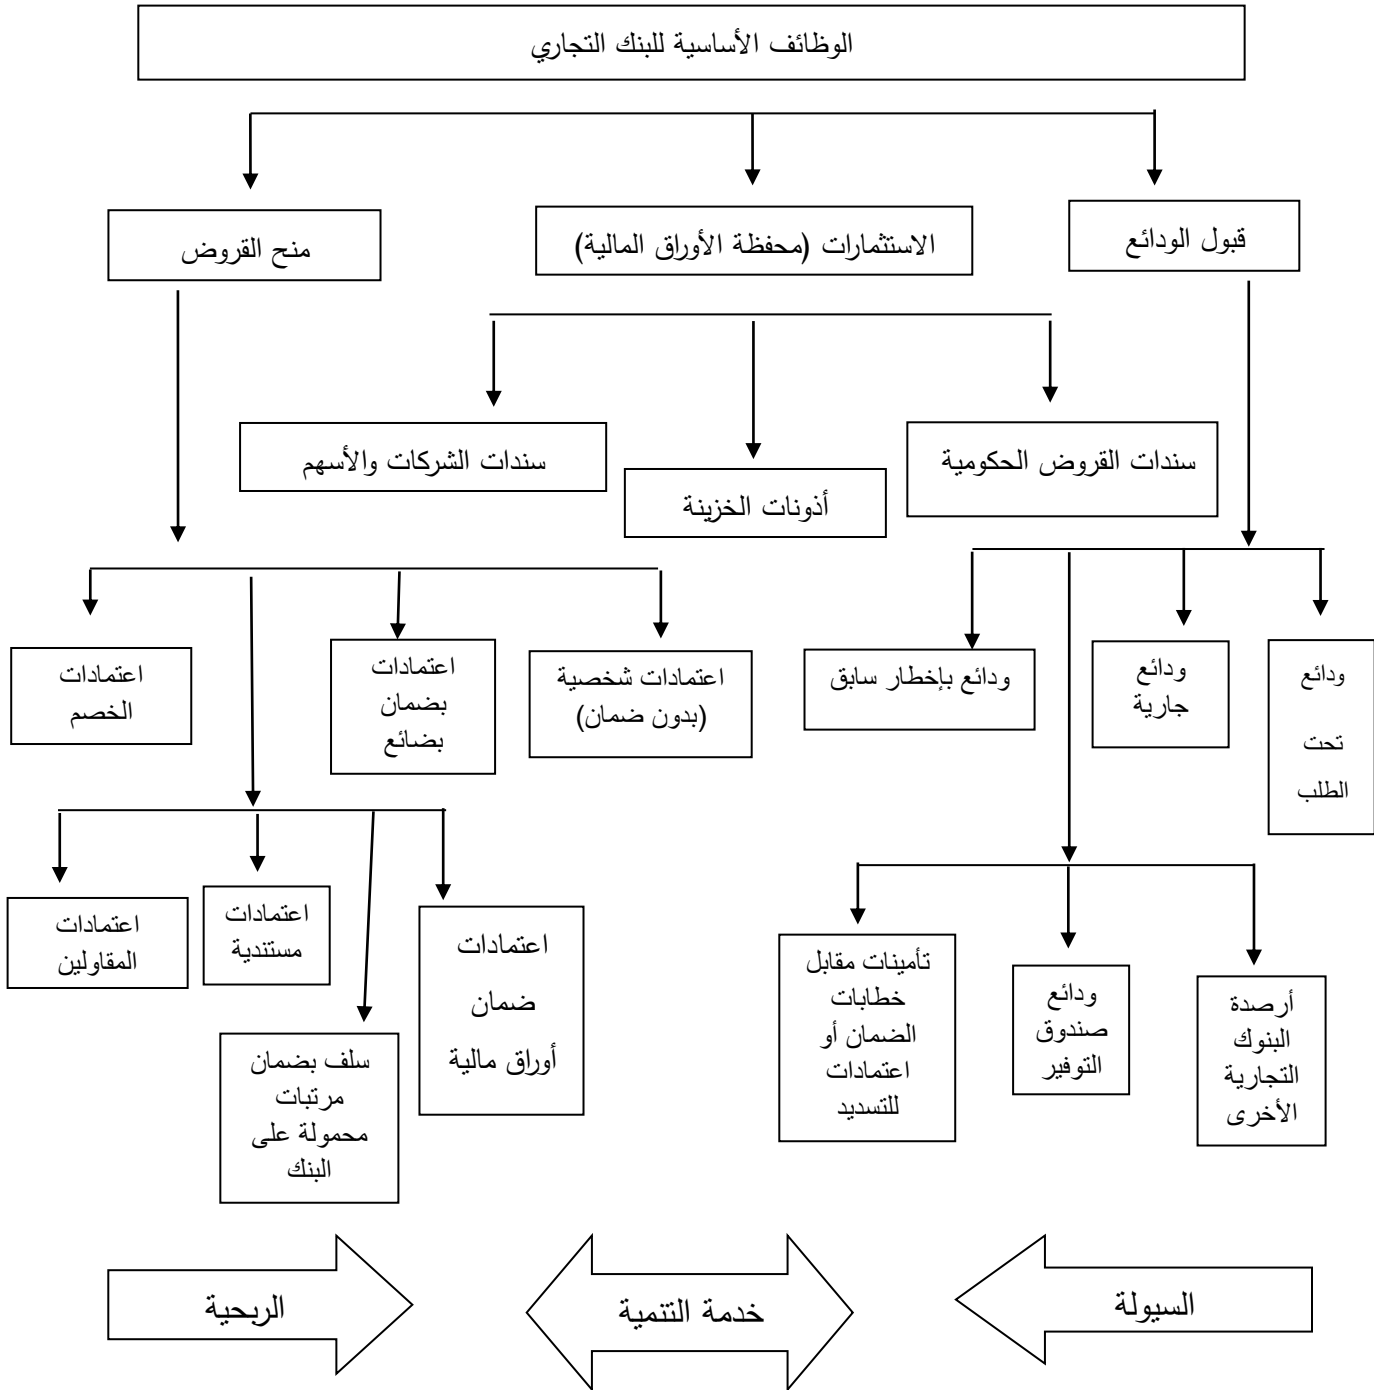 الوظائف الأساسية للبنك التجاري
قبول الودائع
الاستثمارات (محفظة الأوراق المالية)
منح القروض
سندات القروض الحكومية
أذونات الخزينة
سندات الشركات والأسهم
ودائع
تحت
الطلب
ودائع
جارية
ودائع بإخطار سابق
اعتمادات شخصية
(بدون ضمان)
اعتمادات
بضمان
بضائع
اعتمادات
الخصم
أرصدة
البنوك
التجارية
الأخرى
ودائع
صندوق
التوفير
تأمينات مقابل
خطابات
الضمان أو
اعتمادات
للتسديد
اعتمادات
ضمان
أوراق مالية
سلف بضمان
مرتبات
محمولة على
البنك
اعتمادات
مستندية
اعتمادات
المقاولين
السيولة
خدمة التنمية
الربحية